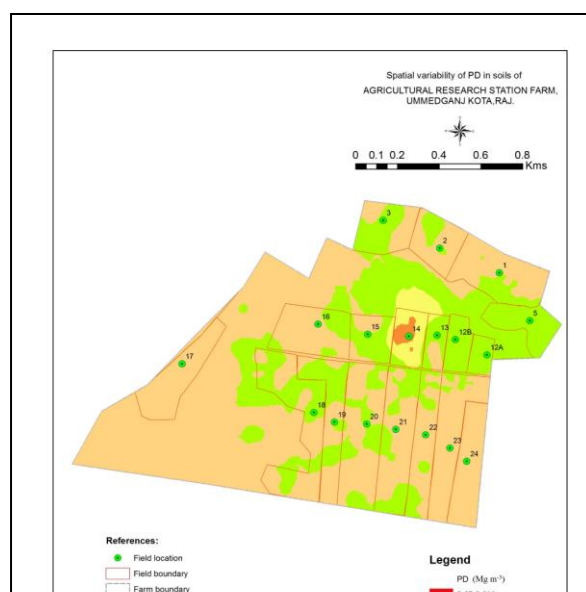 Spatial variability of PD in soils of
AGRICULTURAL RESEARCH STATION FARM,
UMMEDGANJ KOTA,RAJ.
0 0.1 0.2 0.4 0.6 0.8
Kms
3
2
1
5
16
15
14
13
12B
12A
17
18
19
20
21
22
23
24
References:
Field location
Field boundary
Farm boundary
Legend
PD (Mg m⁻³)